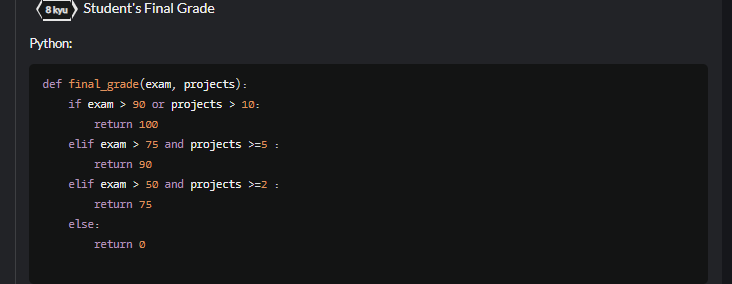 8 kyu Student's Final Grade
Python:
def final_grade(exam, projects):
    if exam > 90 or projects > 10:
        return 100
    elif exam > 75 and projects >=5 :
        return 90
    elif exam > 50 and projects >=2 :
        return 75
    else:
        return 0